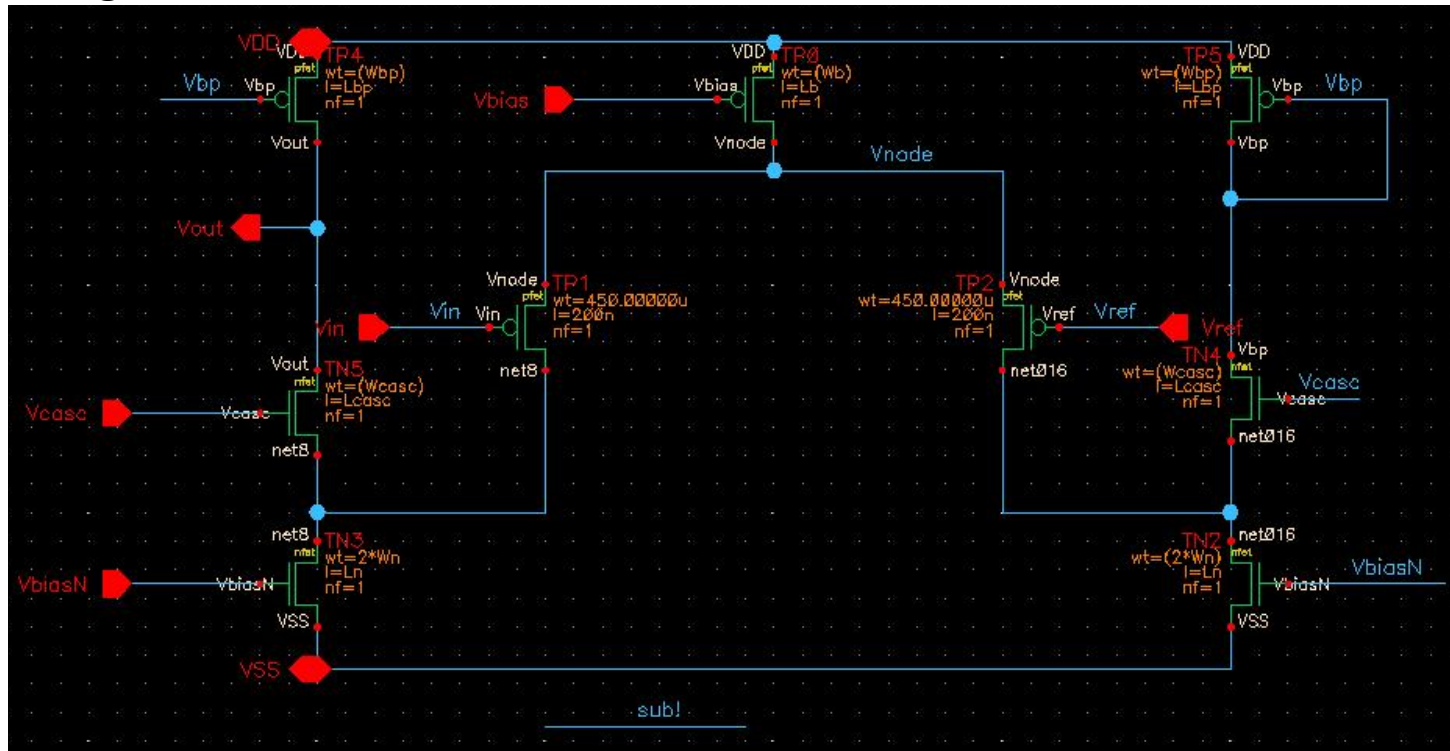 VDD
VDD
TP4
pfet
wt=(Wbp)
l=Lbp
nf=1
Vbp
Vbp
Vout
VDD
TP0
pfet
wt=(Wb)
l=Lb
nf=1
Vbias
Vbias
Vnode
Vnode
TP5
VDD
pfet
wt=(Wbp)
l=Lbp
nf=1
Vbp
Vbp
Vbp
Vout
Vnode
TP1
pfet
wt=450.00000u
l=200n
nf=1
Vin
Vin
Vin
net8
TP2
Vnode
pfet
wt=450.00000u
l=200n
nf=1
Vref
Vref
Vref
net016
Vout
TN5
nfet
wt=(Wcasc)
l=Lcasc
nf=1
Vcasc
Vcasc
net8
TN4
Vbp
nfet
wt=(Wcasc)
l=Lcasc
nf=1
Vcasc
Vcasc
net016
net8
TN3
nfet
wt=2*Wn
l=Ln
nf=1
VbiasN
VbiasN
VSS
TN2
net016
nfet
wt=(2*Wn)
l=Ln
nf=1
VbiasN
VbiasN
VSS
VSS
sub!